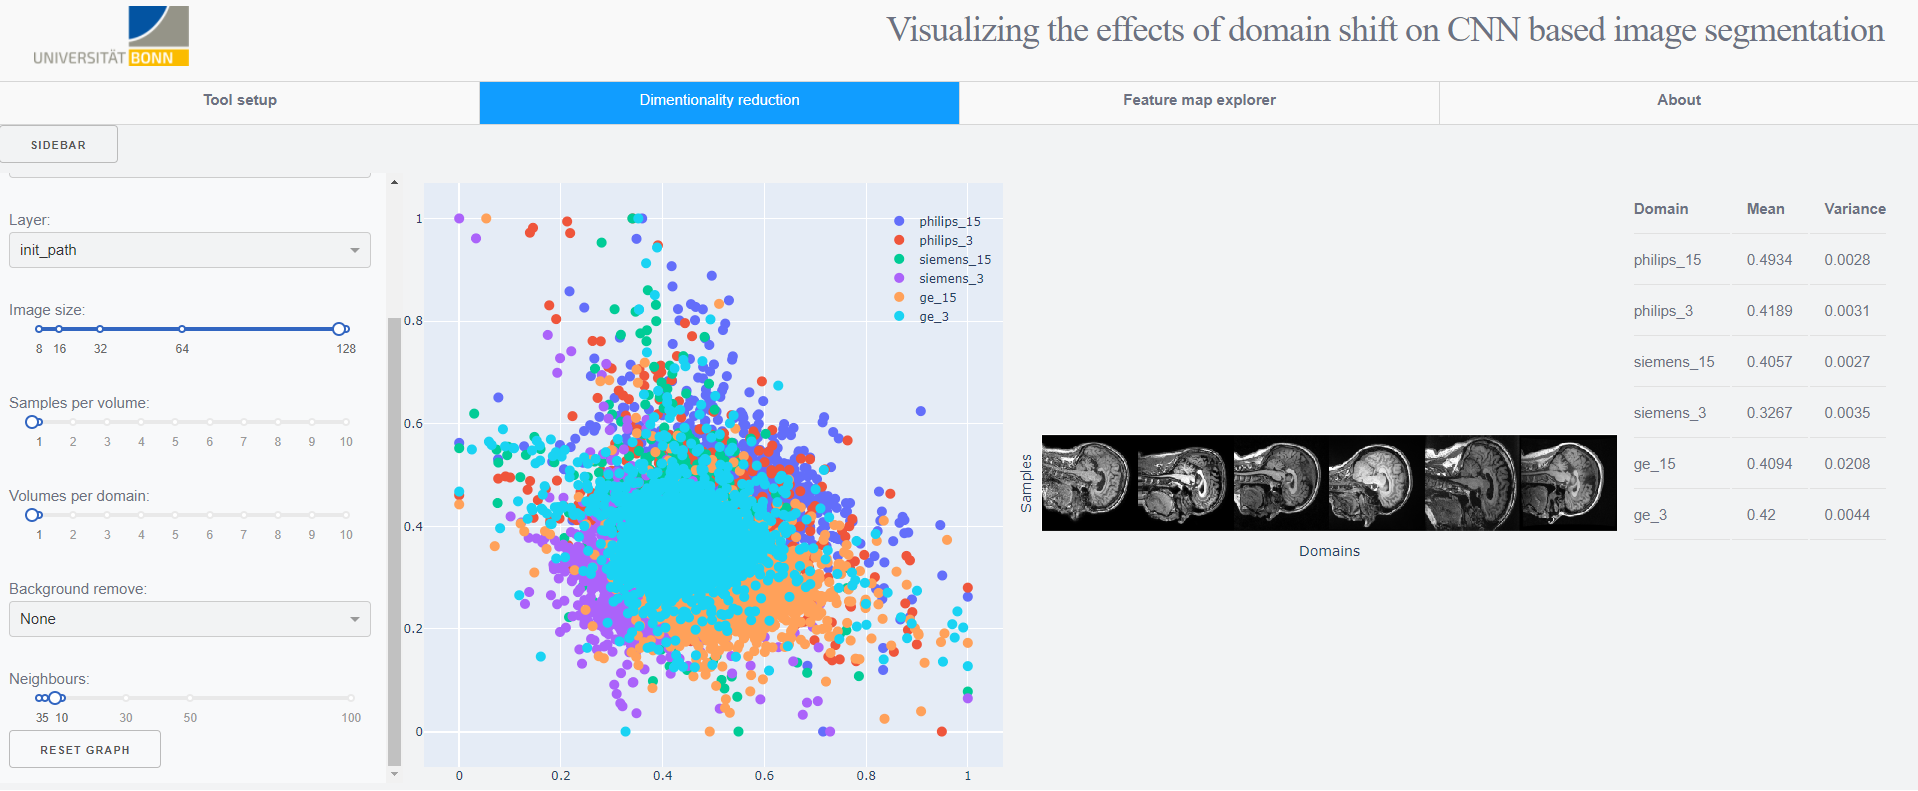 UNIVERSITÄT BONN
Visualizing the effects of domain shift on CNN based image segmentation
Tool setup
Dimentionality reduction
Feature map explorer
About
SIDEBAR
Layer:
init_path
Image size:
8 16 32 64 128
Samples per volume:
1 2 3 4 5 6 7 8 9 10
Volumes per domain:
1 2 3 4 5 6 7 8 9 10
Background remove:
None
Neighbours:
35 10 30 50 100
RESET GRAPH
1
0.8
0.6
0.4
0.2
0
0 0.2 0.4 0.6 0.8 1
philips_15
philips_3
siemens_15
siemens_3
ge_15
ge_3
Samples
Domains
Domain Mean Variance
philips_15 0.4934 0.0028
philips_3 0.4189 0.0031
siemens_15 0.4057 0.0027
siemens_3 0.3267 0.0035
ge_15 0.4094 0.0208
ge_3 0.42 0.0044